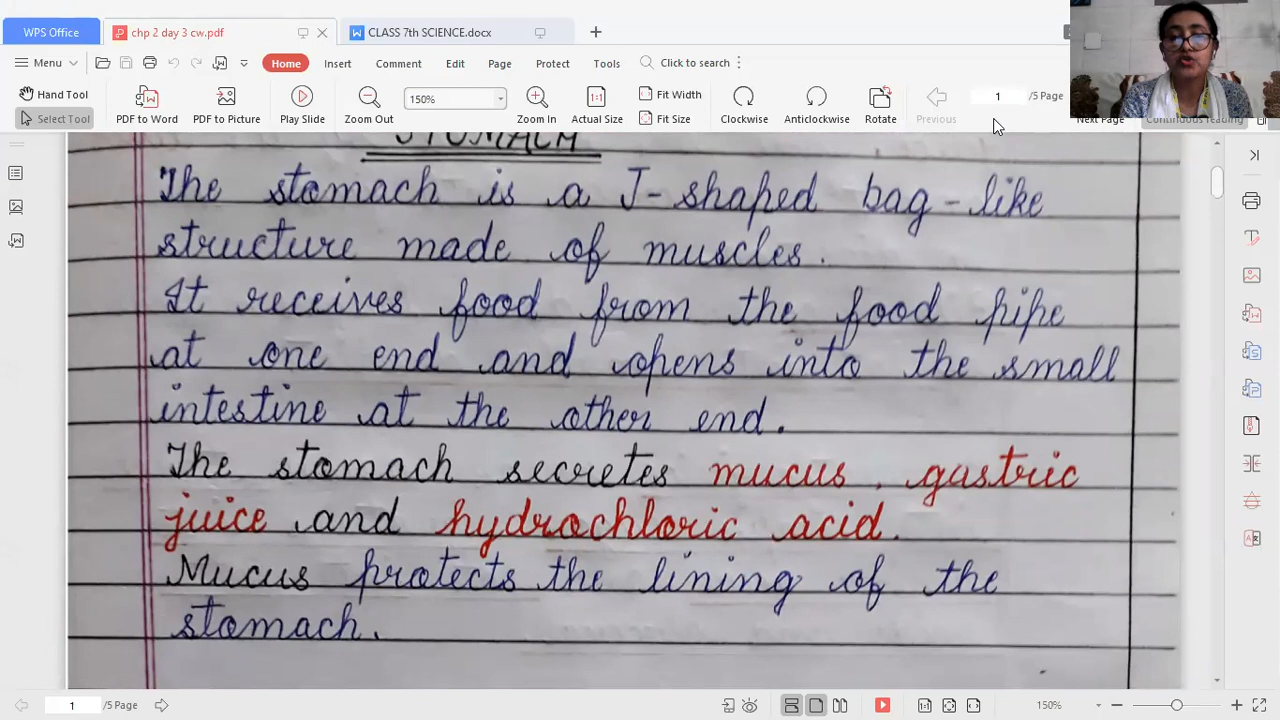 WPS Office
chp 2 day 3 cw.pdf
CLASS 7th SCIENCE.docx
Menu
Home
Insert
Comment
Edit
Page
Protect
Tools
Click to search
Hand Tool
Select Tool
PDF to Word
PDF to Picture
Play Slide
Zoom Out
150%
Zoom In
Actual Size
Fit Width
Fit Size
Clockwise
Anticlockwise
Rotate
Previous
1
/5 Page
Next Page
Continuous reading
STOMACH
The stomach is a J-shaped bag-like
structure made of muscles.
It receives food from the food pipe
at one end and opens into the small
intestine at the other end.
The stomach secretes mucus, gastric
juice and hydrochloric acid.
Mucus protects the lining of the
stomach.
1
/5 Page
150%